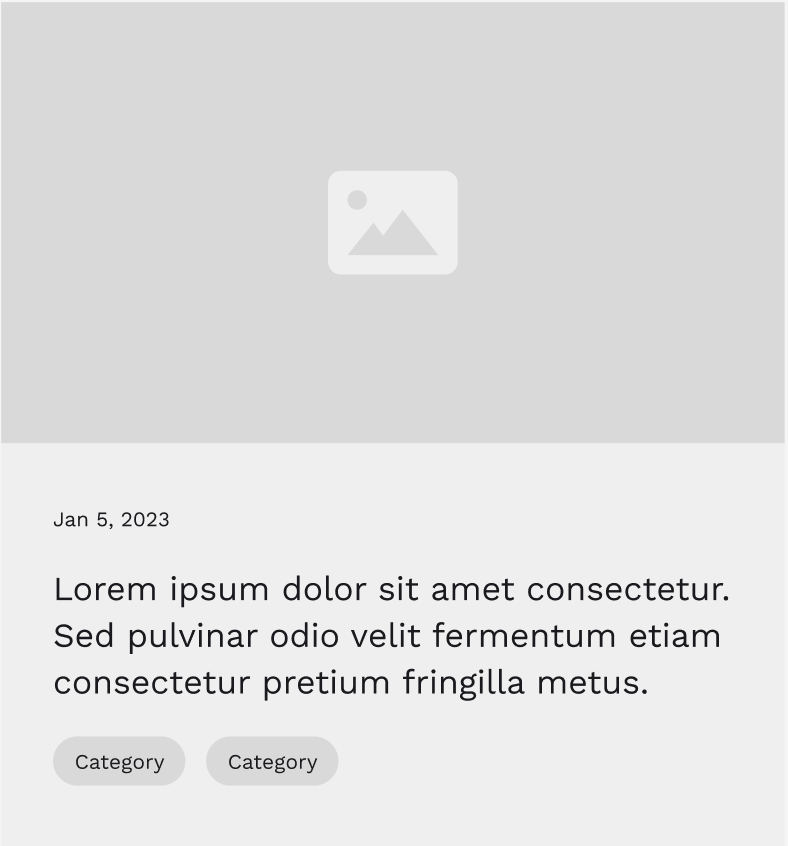 Jan 5, 2023
Lorem ipsum dolor sit amet consectetur.
Sed pulvinar odio velit fermentum etiam
consectetur pretium fringilla metus.
Category Category